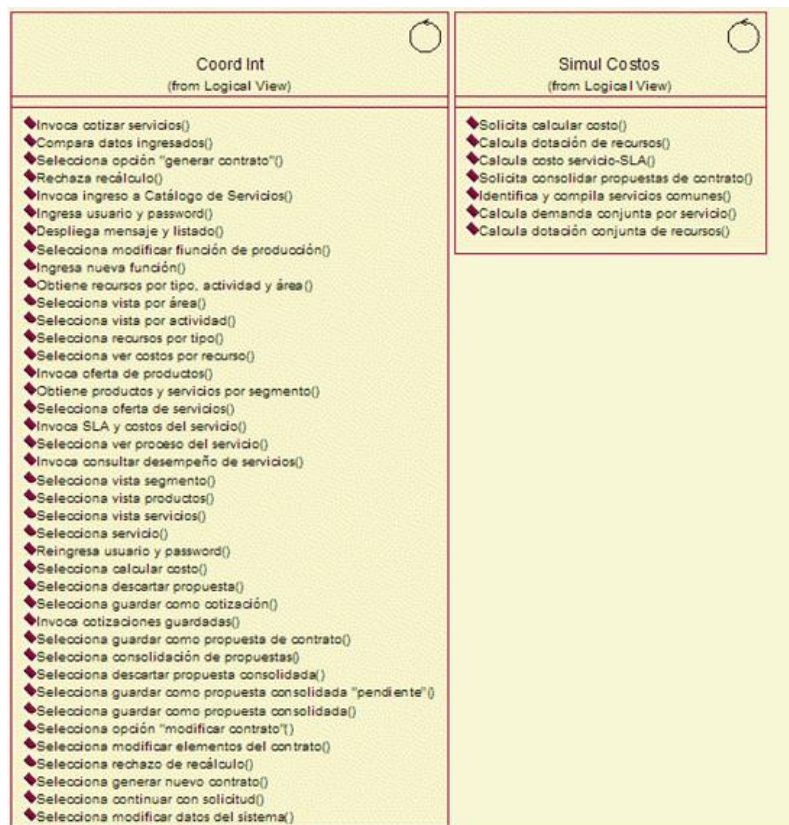 Coord Int
(from Logical View)
Invoca cotizar servicios()
Compara datos ingresados()
Selecciona opción "generar contrato"()
Rechaza recálculo()
Invoca ingreso a Catálogo de Servicios()
Ingresa usuario y password()
Despliega mensaje y listado()
Selecciona modificar fiunción de producción()
Ingresa nueva función()
Obtiene recursos por tipo, actividad y área()
Selecciona vista por área()
Selecciona vista por actividad()
Selecciona recursos por tipo()
Selecciona ver costos por recurso()
Invoca oferta de productos()
Obtiene productos y servicios por segmento()
Selecciona oferta de servicios()
Invoca SLA y costos del servicio()
Selecciona ver proceso del servicio()
Invoca consultar desempeño de servicios()
Selecciona vista segmento()
Selecciona vista productos()
Selecciona vista servicios()
Selecciona servicio()
Reingresa usuario y password()
Selecciona calcular costo()
Selecciona descartar propuesta()
Selecciona guardar como cotización()
Invoca cotizaciones guardadas()
Selecciona guardar como propuesta de contrato()
Selecciona consolidación de propuestas()
Selecciona descartar propuesta consolidada()
Selecciona guardar como propuesta consolidada "pendiente"()
Selecciona guardar como propuesta consolidada()
Selecciona opción "modificar contrato"()
Selecciona modificar elementos del contrato()
Selecciona rechazo de recálculo()
Selecciona generar nuevo contrato()
Selecciona continuar con solicitud()
Selecciona modificar datos del sistema()
Simul Costos
(from Logical View)
Solicita calcular costo()
Calcula dotación de recursos()
Calcula costo servicio-SLA()
Solicita consolidar propuestas de contrato()
Identifica y compila servicios comunes()
Calcula demanda conjunta por servicio()
Calcula dotación conjunta de recursos()